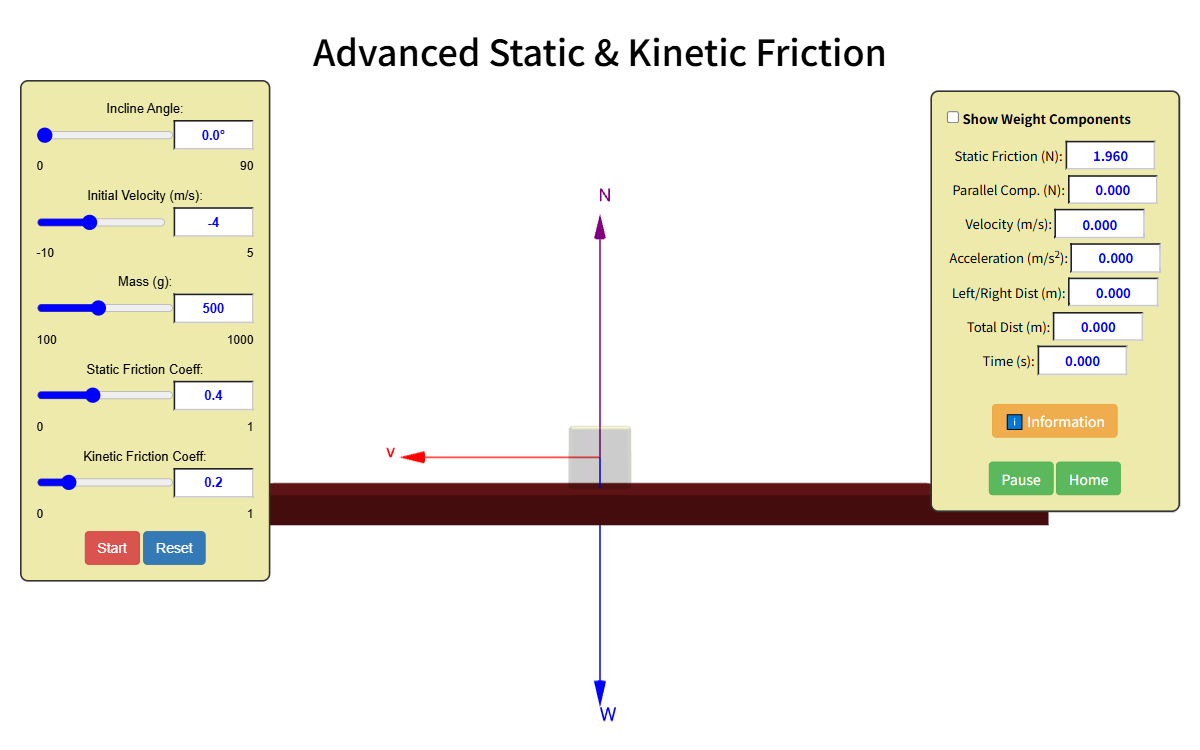 Advanced Static & Kinetic Friction
Incline Angle:
0.0°
0 90
Initial Velocity (m/s):
-4
-10 5
Mass (g):
500
100 1000
Static Friction Coeff:
0.4
0 1
Kinetic Friction Coeff:
0.2
0 1
Start Reset
N
v
W
Show Weight Components
Static Friction (N): 1.960
Parallel Comp. (N): 0.000
Velocity (m/s): 0.000
Acceleration (m/s²): 0.000
Left/Right Dist (m): 0.000
Total Dist (m): 0.000
Time (s): 0.000
i Information
Pause Home